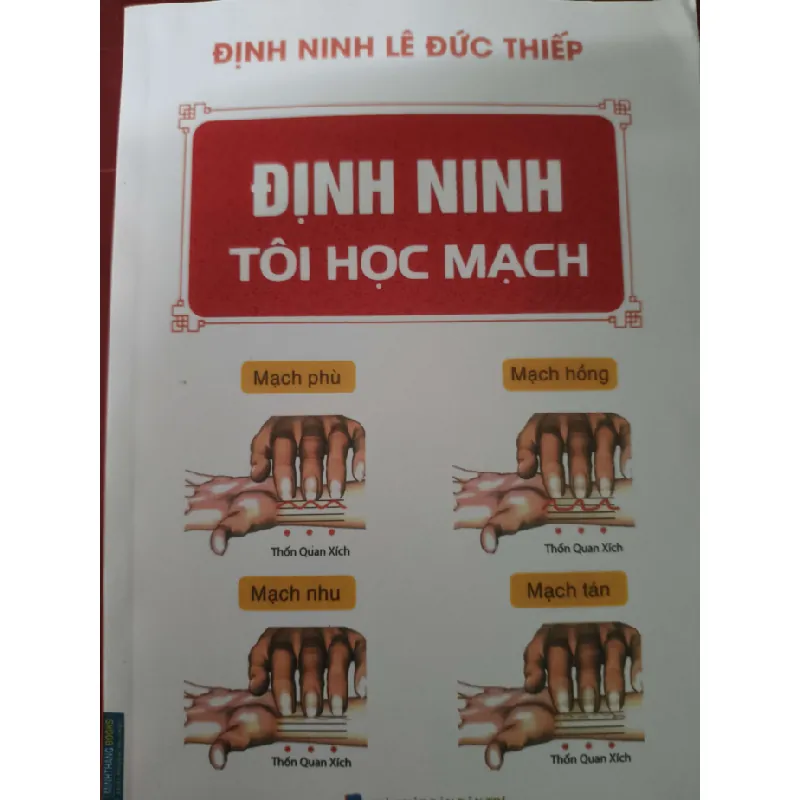 ĐỊNH NINH LÊ ĐỨC THIẾP
ĐỊNH NINH
TÔI HỌC MẠCH
Mạch phù
Mạch hồng
Thốn Quan Xích
Thốn Quan Xích
Mạch nhu
Mạch tán
Thốn Quan Xích
Thốn Quan Xích
MINHTHANGBOOKS